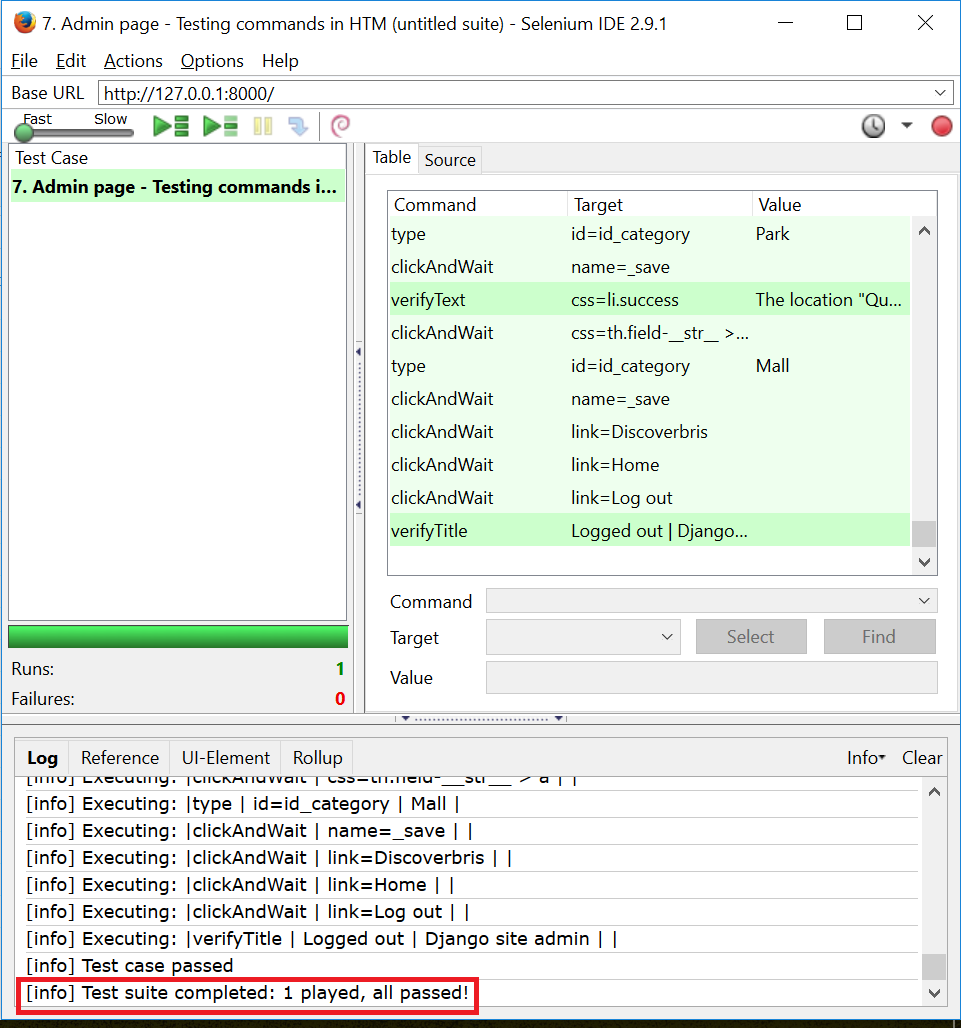 7. Admin page - Testing commands in HTM (untitled suite) - Selenium IDE 2.9.1
File Edit Actions Options Help
Base URL http://127.0.0.1:8000/
Fast Slow
Test Case
7. Admin page - Testing commands i...
Table Source
Command Target Value
type id=id_category Park
clickAndWait name=_save
verifyText css=li.success The location "Qu...
clickAndWait css=th.field-__str__ >...
type id=id_category Mall
clickAndWait name=_save
clickAndWait link=Discoverbris
clickAndWait link=Home
clickAndWait link=Log out
verifyTitle Logged out | Django...
Command
Target Select Find
Value
Runs: 1
Failures: 0
Log Reference UI-Element Rollup Info Clear
[info] Executing: |clickAndWait | css=th.field-__str__ > a | |
[info] Executing: |type | id=id_category | Mall |
[info] Executing: |clickAndWait | name=_save | |
[info] Executing: |clickAndWait | link=Discoverbris | |
[info] Executing: |clickAndWait | link=Home | |
[info] Executing: |clickAndWait | link=Log out | |
[info] Executing: |verifyTitle | Logged out | Django site admin | |
[info] Test case passed
[info] Test suite completed: 1 played, all passed!